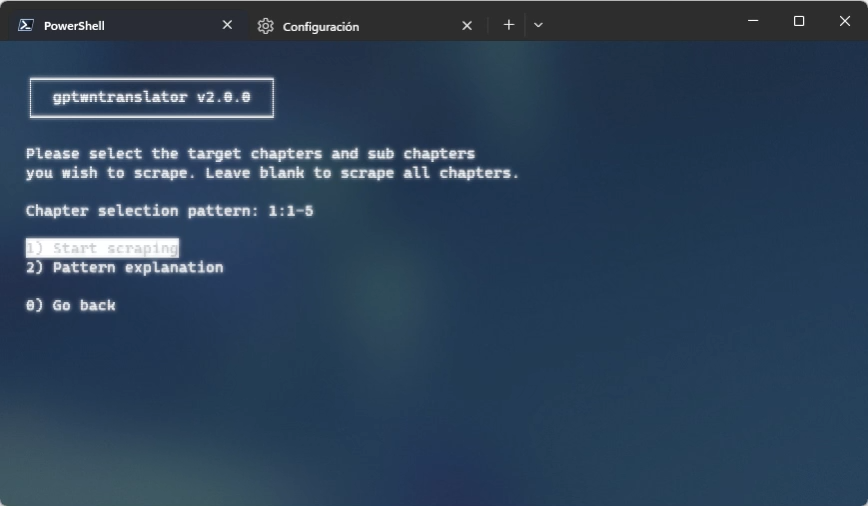 PowerShell
Configuración
gptwntranslator v2.0.0
Please select the target chapters and sub chapters
you wish to scrape. Leave blank to scrape all chapters.
Chapter selection pattern: 1:1-5
1) Start scraping
2) Pattern explanation
0) Go back